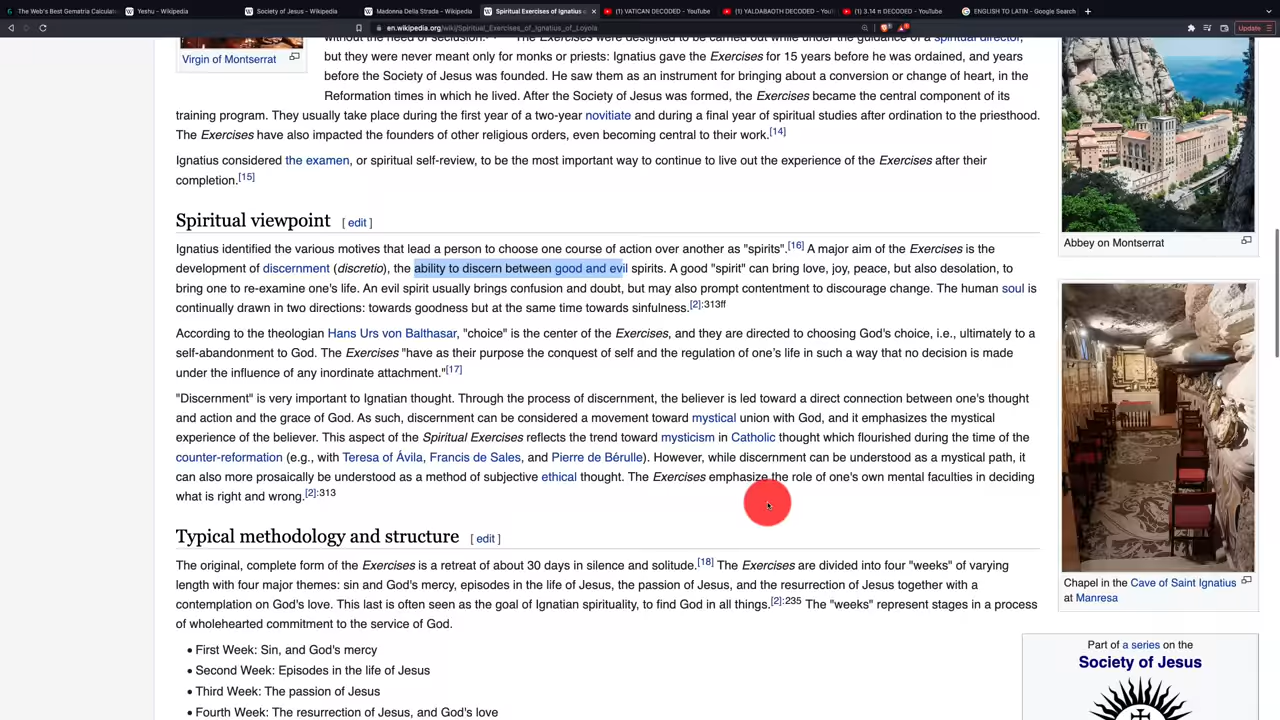 The Web's Best Gematria Calculat
Yeshu - Wikipedia
Society of Jesus - Wikipedia
Madonna Della Strada - Wikipedia
Spiritual Exercises of Ignatius o
(1) VATICAN DECODED - YouTube
(1) YALDABAOTH DECODED - YouT
(1) 3.14 π DECODED - YouTube
ENGLISH TO LATIN - Google Search
en.wikipedia.org/wiki/Spiritual_Exercises_of_Ignatius_of_Loyola
Update
Virgin of Montserrat
without the need of seclusion. The Exercises were designed to be carried out while under the guidance of a spiritual director,
but they were never meant only for monks or priests: Ignatius gave the Exercises for 15 years before he was ordained, and years
before the Society of Jesus was founded. He saw them as an instrument for bringing about a conversion or change of heart, in the
Reformation times in which he lived. After the Society of Jesus was formed, the Exercises became the central component of its
training program. They usually take place during the first year of a two-year novitiate and during a final year of spiritual studies after ordination to the priesthood.
The Exercises have also impacted the founders of other religious orders, even becoming central to their work.[14]
Ignatius considered the examen, or spiritual self-review, to be the most important way to continue to live out the experience of the Exercises after their
completion.[15]
Spiritual viewpoint [ edit ]
Ignatius identified the various motives that lead a person to choose one course of action over another as "spirits".[16] A major aim of the Exercises is the
development of discernment (discretio), the ability to discern between good and evil spirits. A good "spirit" can bring love, joy, peace, but also desolation, to
bring one to re-examine one's life. An evil spirit usually brings confusion and doubt, but may also prompt contentment to discourage change. The human soul is
continually drawn in two directions: towards goodness but at the same time towards sinfulness.[2]:313ff
According to the theologian Hans Urs von Balthasar, "choice" is the center of the Exercises, and they are directed to choosing God's choice, i.e., ultimately to a
self-abandonment to God. The Exercises "have as their purpose the conquest of self and the regulation of one's life in such a way that no decision is made
under the influence of any inordinate attachment."[17]
"Discernment" is very important to Ignatian thought. Through the process of discernment, the believer is led toward a direct connection between one's thought
and action and the grace of God. As such, discernment can be considered a movement toward mystical union with God, and it emphasizes the mystical
experience of the believer. This aspect of the Spiritual Exercises reflects the trend toward mysticism in Catholic thought which flourished during the time of the
counter-reformation (e.g., with Teresa of Ávila, Francis de Sales, and Pierre de Bérulle). However, while discernment can be understood as a mystical path, it
can also more prosaically be understood as a method of subjective ethical thought. The Exercises emphasize the role of one's own mental faculties in deciding
what is right and wrong.[2]:313
Typical methodology and structure [ edit ]
The original, complete form of the Exercises is a retreat of about 30 days in silence and solitude.[18] The Exercises are divided into four "weeks" of varying
length with four major themes: sin and God's mercy, episodes in the life of Jesus, the passion of Jesus, and the resurrection of Jesus together with a
contemplation on God's love. This last is often seen as the goal of Ignatian spirituality, to find God in all things.[2]:235 The "weeks" represent stages in a process
of wholehearted commitment to the service of God.
• First Week: Sin, and God's mercy
• Second Week: Episodes in the life of Jesus
• Third Week: The passion of Jesus
• Fourth Week: The resurrection of Jesus, and God's love
Abbey on Montserrat
Chapel in the Cave of Saint Ignatius
at Manresa
Part of a series on the
Society of Jesus